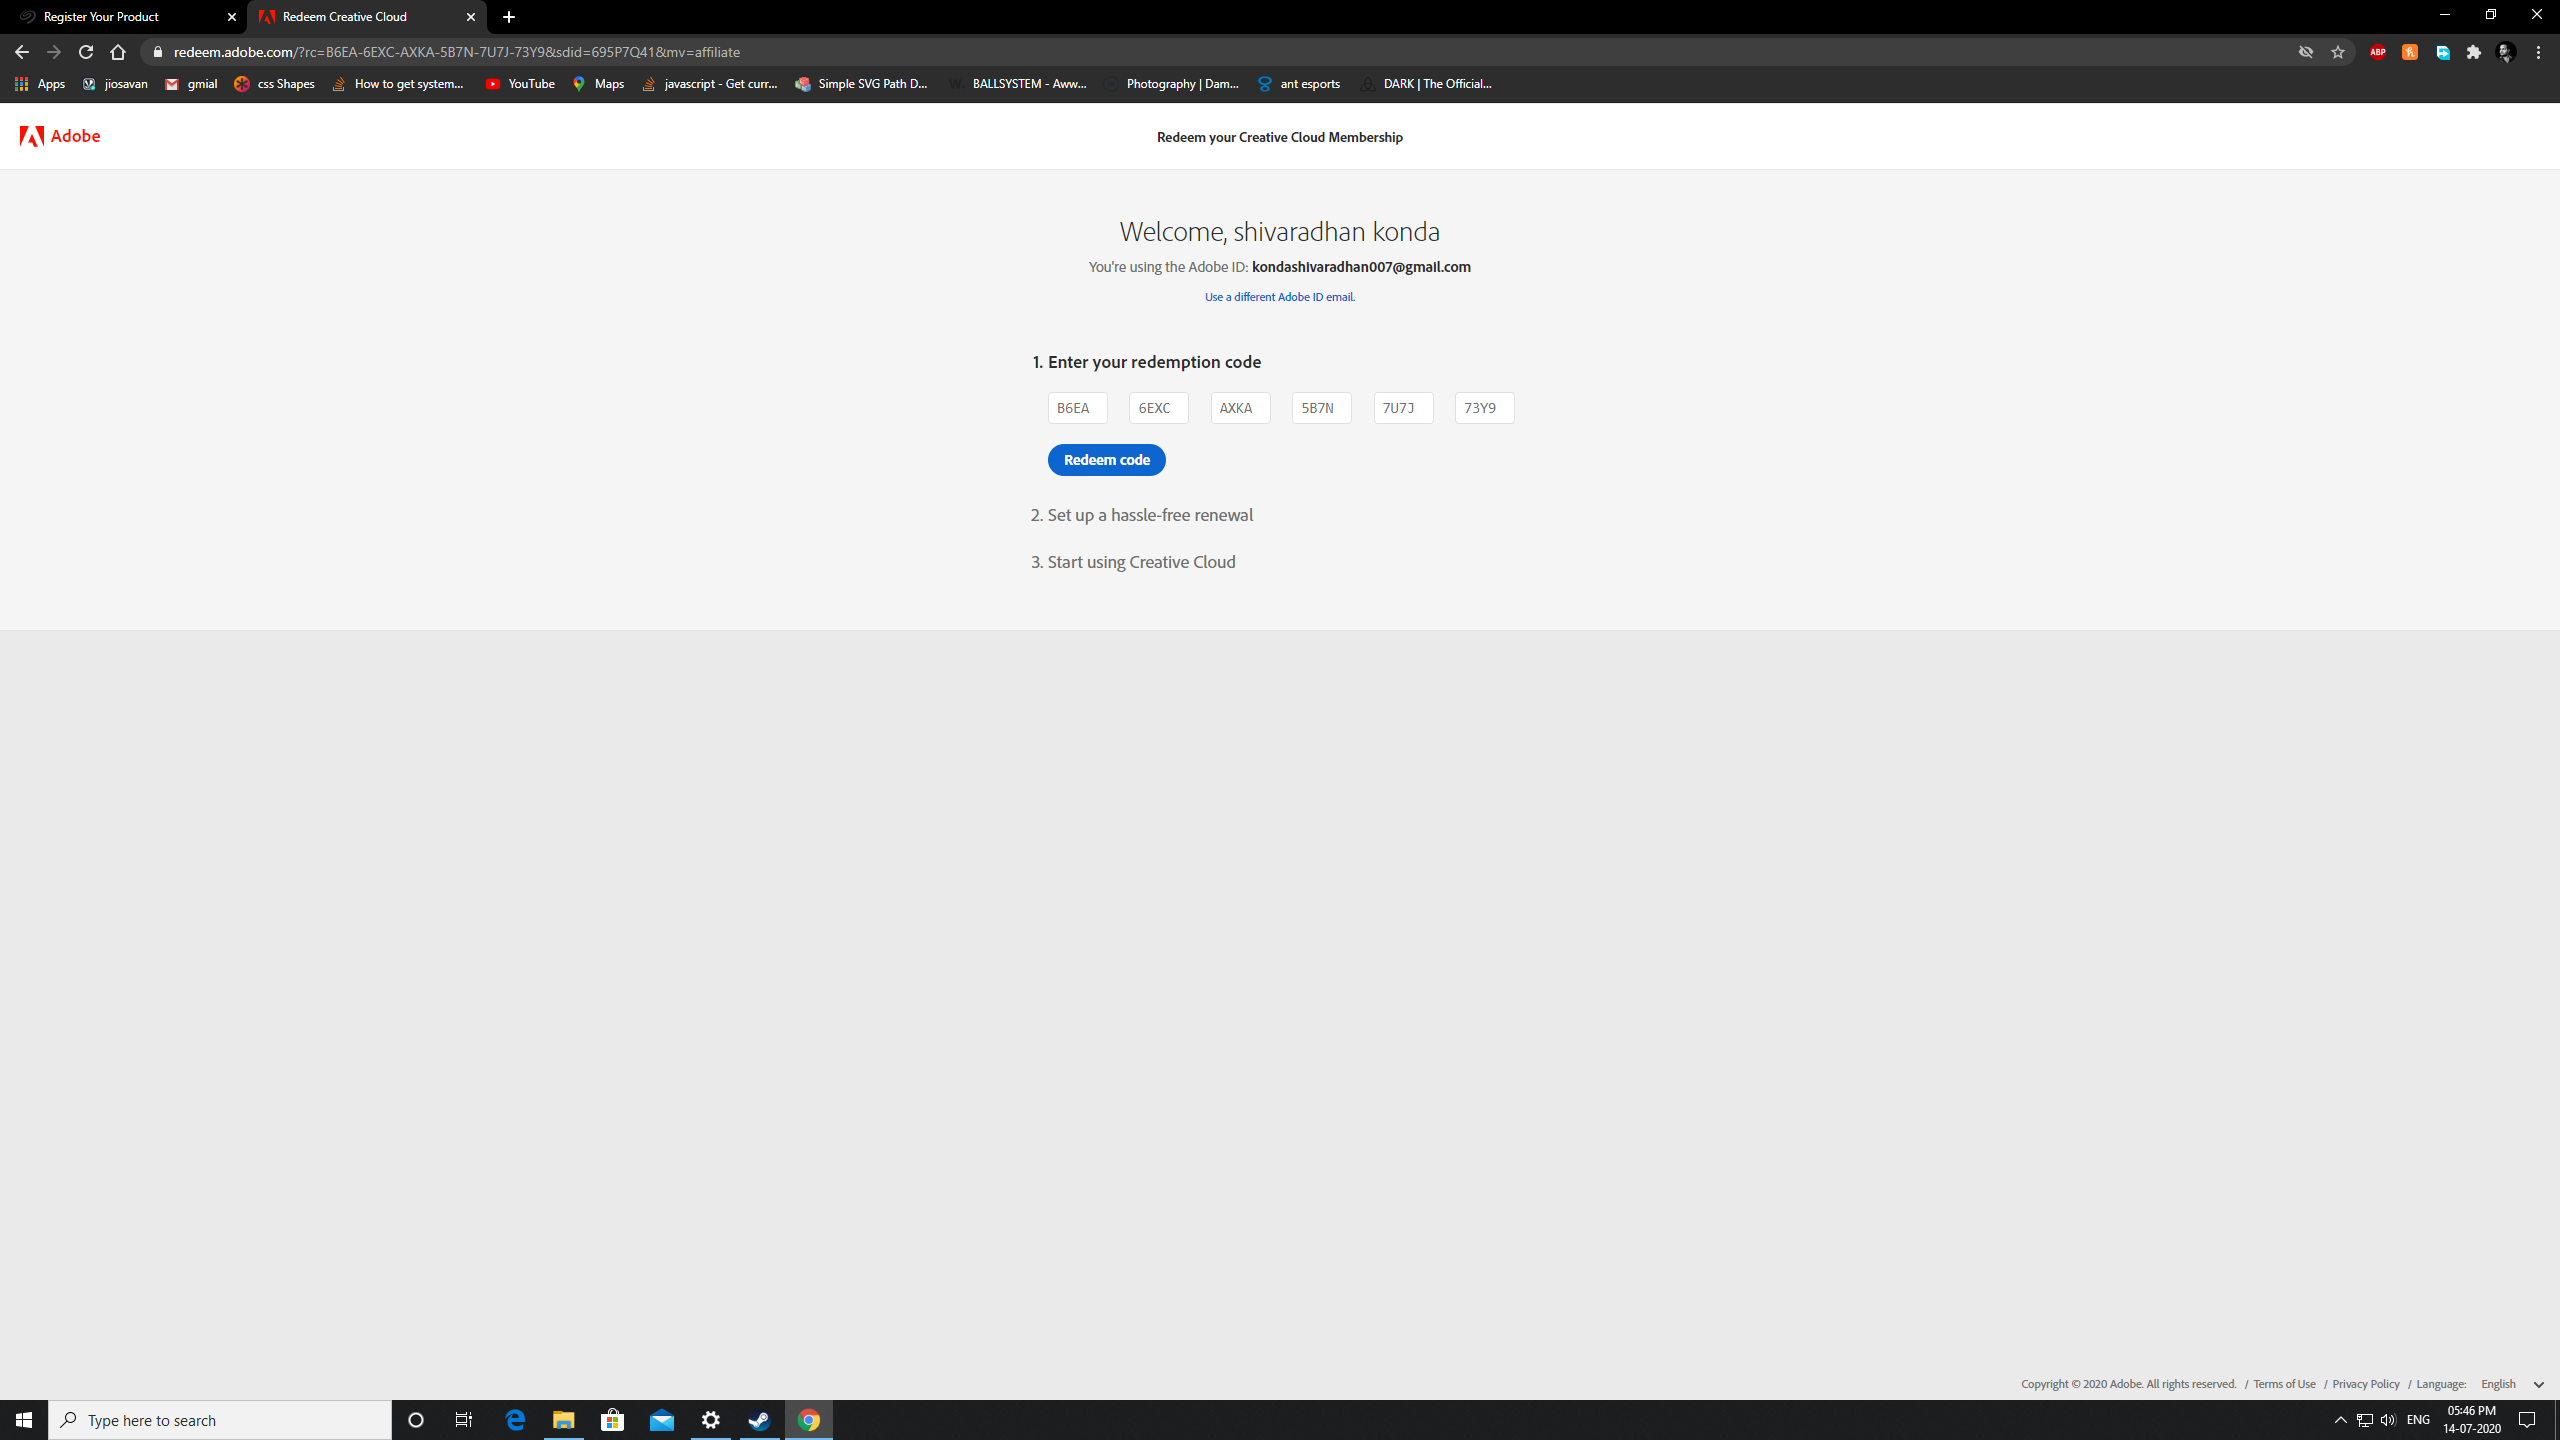 Register Your Product
Redeem Creative Cloud
redeem.adobe.com/?rc=B6EA-6EXC-AXKA-5B7N-7U7J-73Y9&sdid=695P7Q41&mv=affiliate
ABP
Apps jiosavan gmial css Shapes How to get system... YouTube Maps javascript - Get curr... Simple SVG Path D... W. BALLSYSTEM - Aww... Photography | Dam... ant esports DARK | The Official...
Adobe
Redeem your Creative Cloud Membership
Welcome, shivaradhan konda
You're using the Adobe ID: kondashivaradhan007@gmail.com
Use a different Adobe ID email.
1. Enter your redemption code
B6EA 6EXC AXKA 5B7N 7U7J 73Y9
Redeem code
2. Set up a hassle-free renewal
3. Start using Creative Cloud
Copyright © 2020 Adobe. All rights reserved. / Terms of Use / Privacy Policy / Language: English
Type here to search
ENG
05:46 PM
14-07-2020